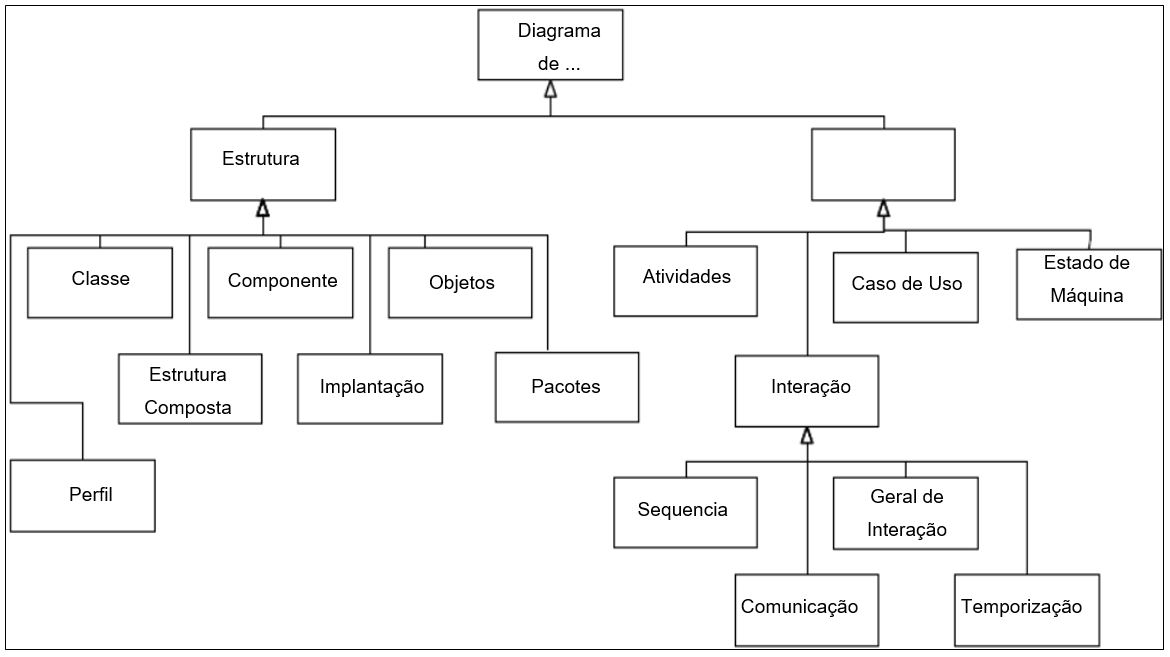 Diagrama
de ...
Estrutura
Classe
Componente
Objetos
Atividades
Caso de Uso
Estado de
Máquina
Estrutura
Composta
Implantação
Pacotes
Interação
Perfil
Sequencia
Geral de
Interação
Comunicação
Temporização